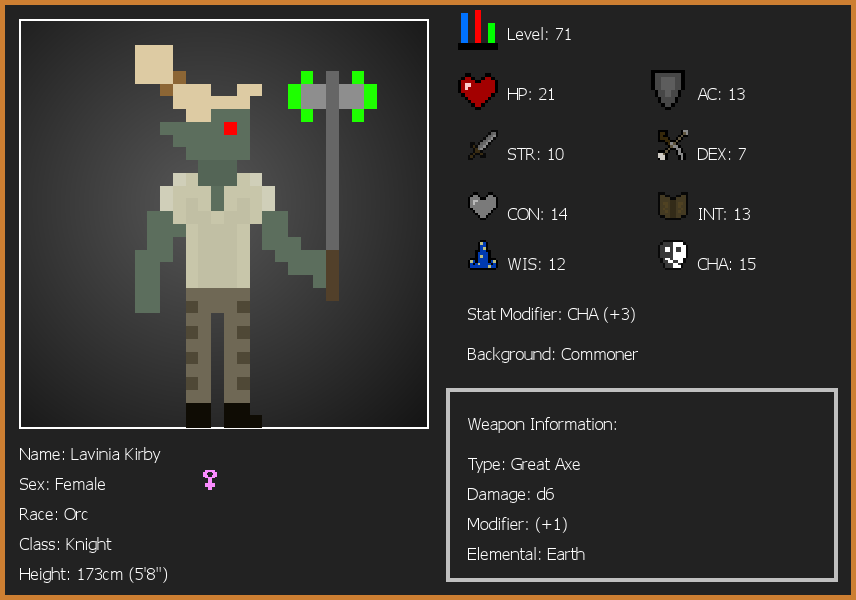 Level: 71
HP: 21
AC: 13
STR: 10
DEX: 7
CON: 14
INT: 13
WIS: 12
CHA: 15
Stat Modifier: CHA (+3)
Background: Commoner
Weapon Information:
Type: Great Axe
Damage: d6
Modifier: (+1)
Elemental: Earth
Name: Lavinia Kirby
Sex: Female
Race: Orc
Class: Knight
Height: 173cm (5'8")